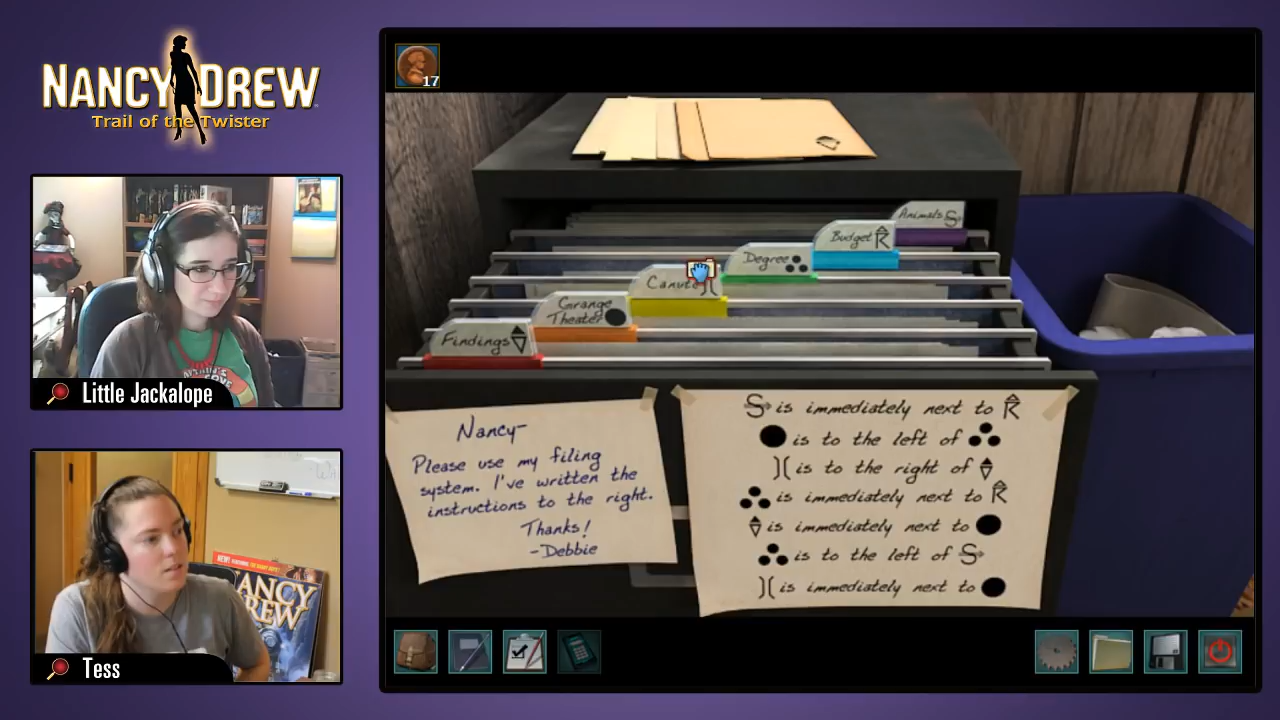 NANCY DREW
Trail of the Twister
Little Jackalope
NEW!
NANCY
DREW
Tess
17
Animals S
Budget R
Degree
Canute
Grange
Theater
Findings
Nancy-
Please use my filing
system. I've written the
instructions to the right.
Thanks!
-Debbie
S is immediately next to R
is to the left of
is to the right of
is immediately next to R
is immediately next to
is to the left of S
is immediately next to